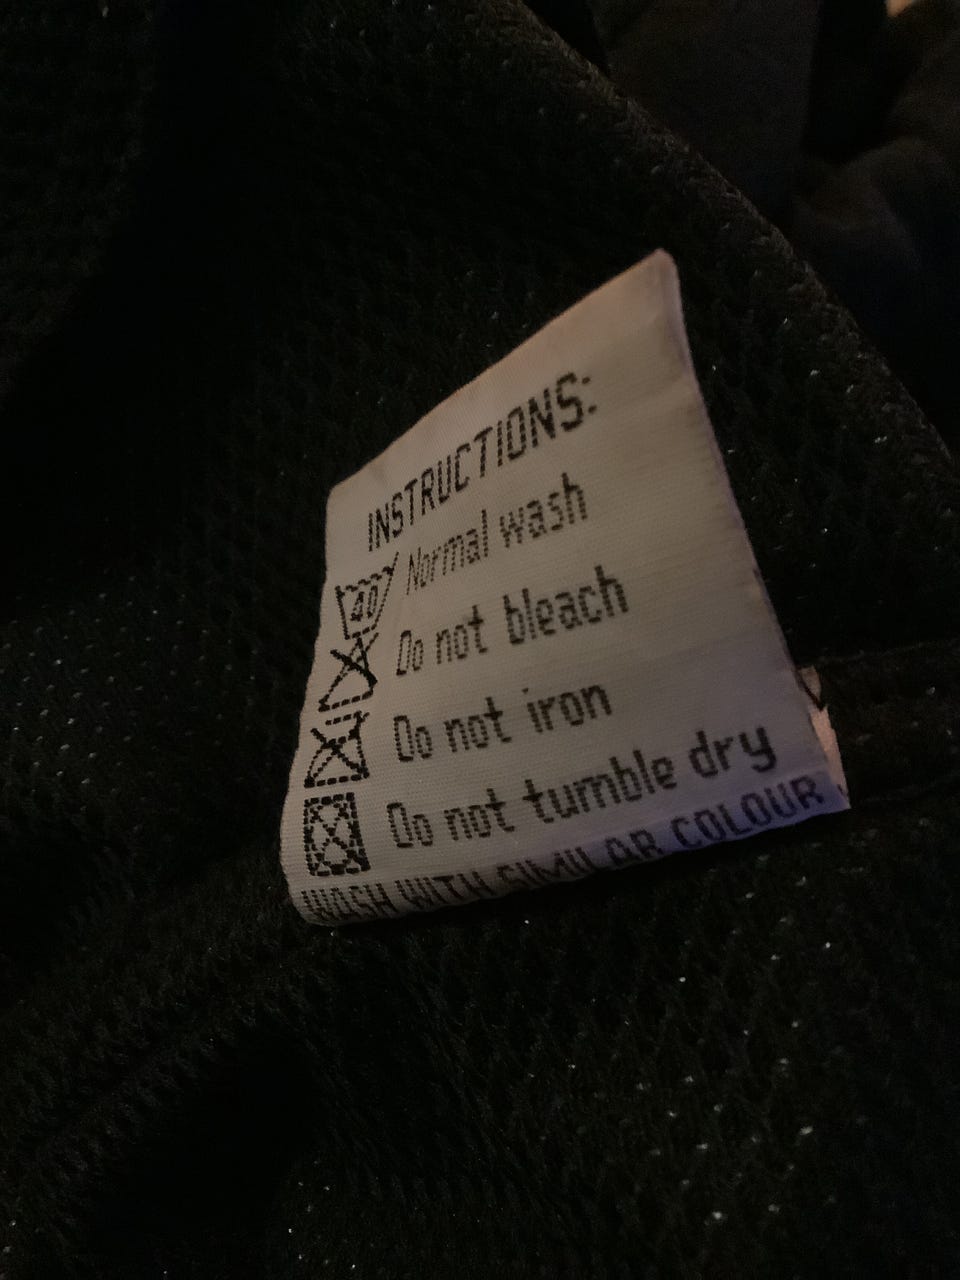 INSTRUCTIONS:
40 Normal wash
Do not bleach
Do not iron
Do not tumble dry
WASH WITH SIMILAR COLOUR